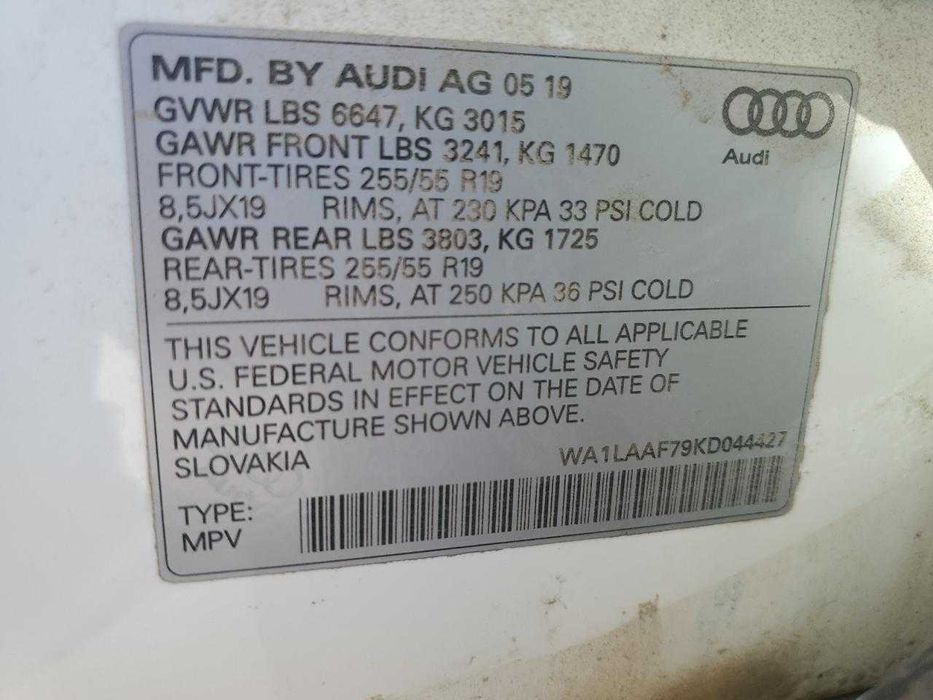 MFD. BY AUDI AG 05 19
GVWR LBS 6647, KG 3015
GAWR FRONT LBS 3241, KG 1470
FRONT-TIRES 255/55 R19
8,5JX19 RIMS, AT 230 KPA 33 PSI COLD
GAWR REAR LBS 3803, KG 1725
REAR-TIRES 255/55 R19
8,5JX19 RIMS, AT 250 KPA 36 PSI COLD
Audi
THIS VEHICLE CONFORMS TO ALL APPLICABLE
U.S. FEDERAL MOTOR VEHICLE SAFETY
STANDARDS IN EFFECT ON THE DATE OF
MANUFACTURE SHOWN ABOVE.
SLOVAKIA WA1LAAF79KD044427
TYPE:
MPV